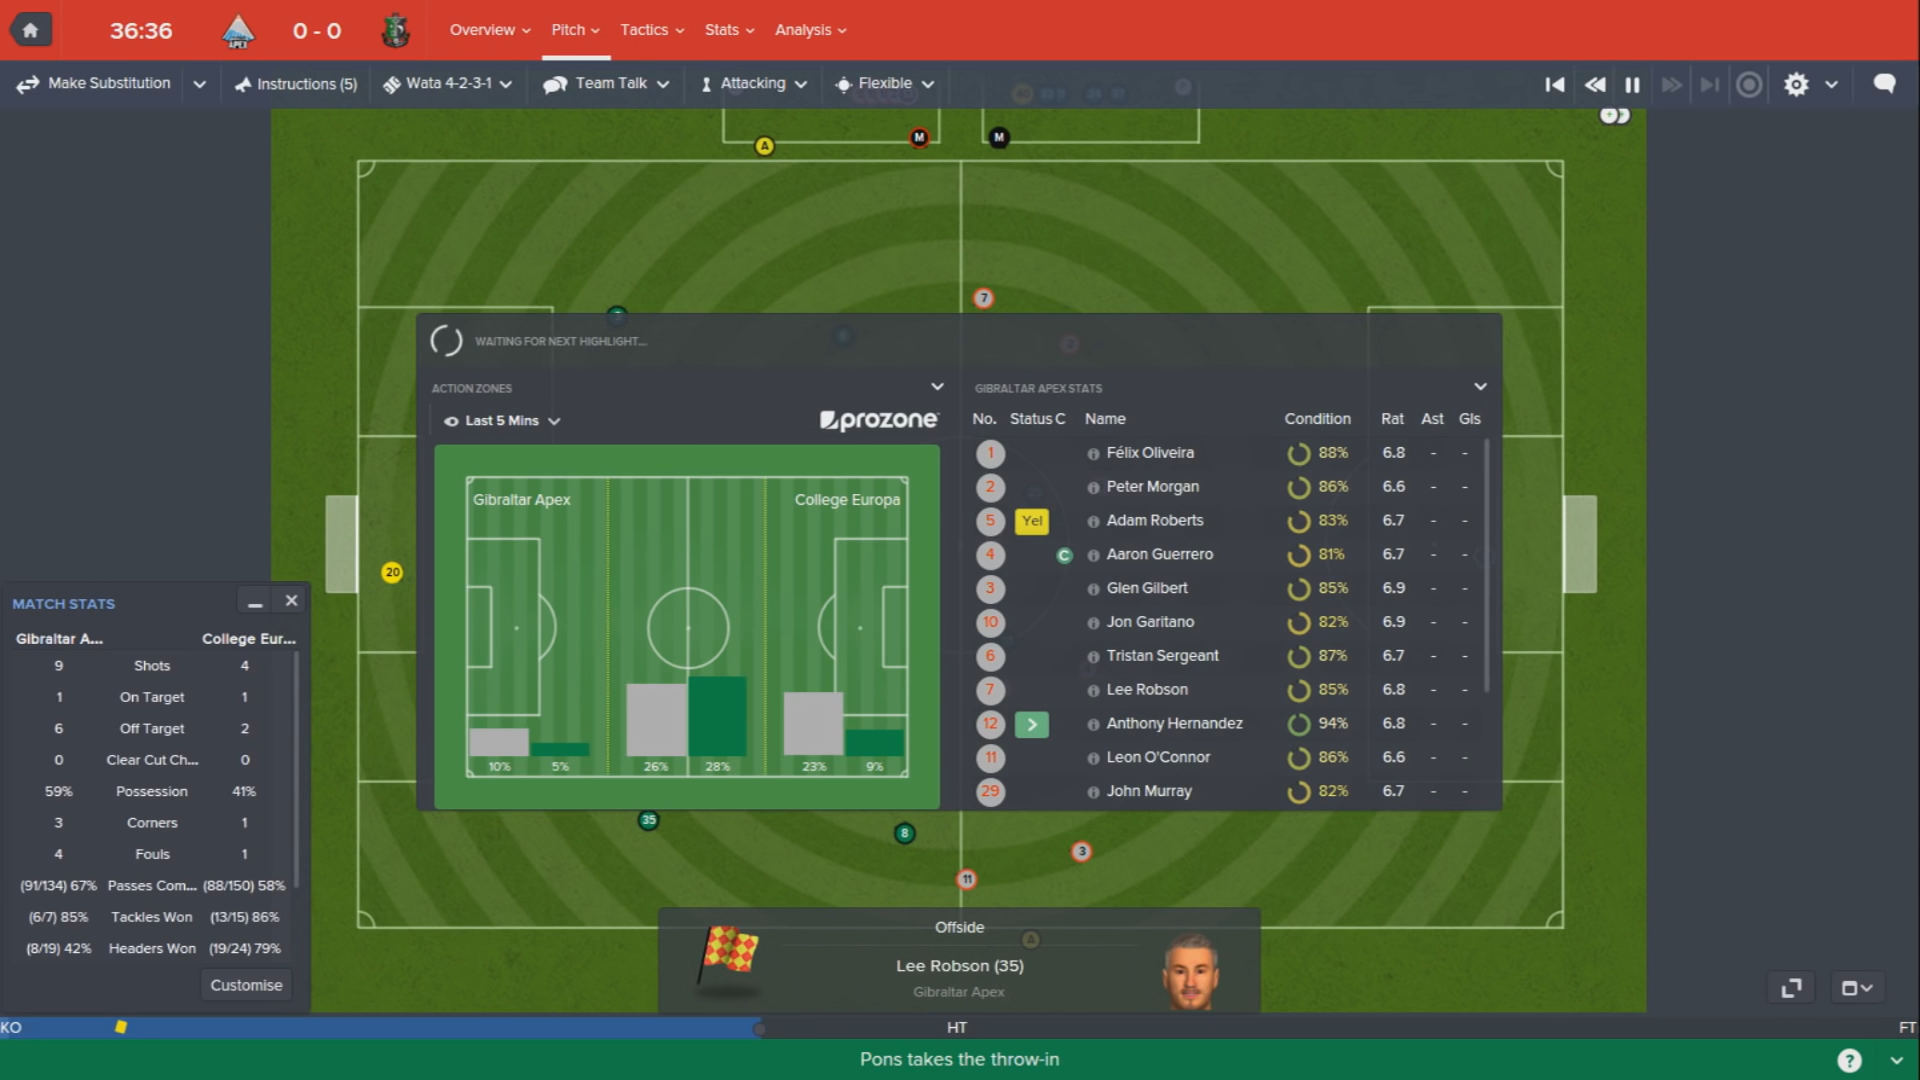 36:36 APEX 0 - 0 Overview Pitch Tactics Stats Analysis
Make Substitution Instructions (5) Wata 4-2-3-1 Team Talk Attacking Flexible
A M M
7
WAITING FOR NEXT HIGHLIGHT...
ACTION ZONES
Last 5 Mins prozone
Gibraltar Apex College Europa
10% 5% 26% 28% 23% 9%
GIBRALTAR APEX STATS
No. Status C Name Condition Rat Ast Gls
1 Félix Oliveira 88% 6.8 - -
2 Peter Morgan 86% 6.6 - -
5 Yel Adam Roberts 83% 6.7 - -
4 C Aaron Guerrero 81% 6.7 - -
3 Glen Gilbert 85% 6.9 - -
10 Jon Garitano 82% 6.9 - -
6 Tristan Sergeant 87% 6.7 - -
7 Lee Robson 85% 6.8 - -
12 Anthony Hernandez 94% 6.8 - -
11 Leon O'Connor 86% 6.6 - -
29 John Murray 82% 6.7 - -
20
MATCH STATS
Gibraltar A... College Eur...
9 Shots 4
1 On Target 1
6 Off Target 2
0 Clear Cut Ch... 0
59% Possession 41%
3 Corners 1
4 Fouls 1
(91/134) 67% Passes Com... (88/150) 58%
(6/7) 85% Tackles Won (13/15) 86%
(8/19) 42% Headers Won (19/24) 79%
Customise
35 8 3
11
Offside
A
Lee Robson (35)
Gibraltar Apex
KO HT FT
Pons takes the throw-in
?